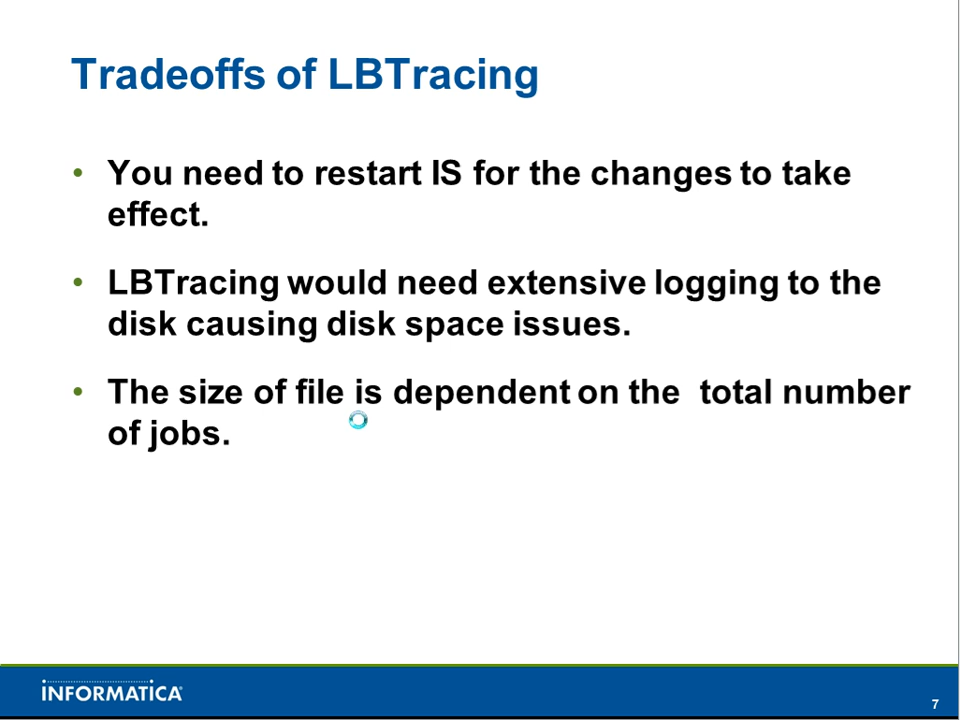 Tradeoffs of LBTracing
• You need to restart IS for the changes to take
effect.
• LBTracing would need extensive logging to the
disk causing disk space issues.
• The size of file is dependent on the  total number
of jobs.
INFORMATICA
7